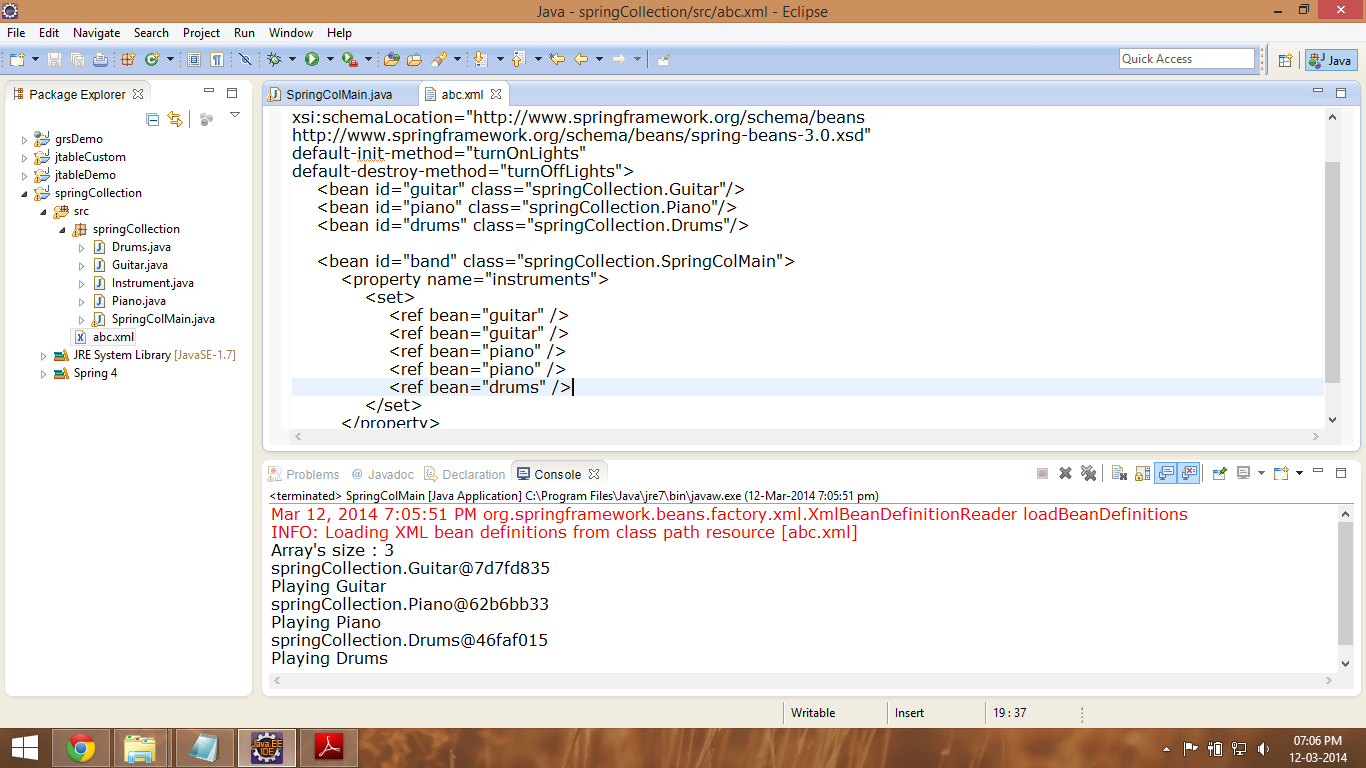 Java - springCollection/src/abc.xml - Eclipse
File Edit Navigate Search Project Run Window Help
Quick Access
Java
Package Explorer
grsDemo
jtableCustom
jtableDemo
springCollection
src
springCollection
Drums.java
Guitar.java
Instrument.java
Piano.java
SpringColMain.java
abc.xml
JRE System Library [JavaSE-1.7]
Spring 4
SpringColMain.java abc.xml
xsi:schemaLocation="http://www.springframework.org/schema/beans
http://www.springframework.org/schema/beans/spring-beans-3.0.xsd"
default-init-method="turnOnLights"
default-destroy-method="turnOffLights">
<bean id="guitar" class="springCollection.Guitar"/>
<bean id="piano" class="springCollection.Piano"/>
<bean id="drums" class="springCollection.Drums"/>
<bean id="band" class="springCollection.SpringColMain">
<property name="instruments">
<set>
<ref bean="guitar" />
<ref bean="guitar" />
<ref bean="piano" />
<ref bean="piano" />
<ref bean="drums" />
</set>
</property>
Problems @ Javadoc Declaration Console
<terminated> SpringColMain [Java Application] C:\Program Files\Java\jre7\bin\javaw.exe (12-Mar-2014 7:05:51 pm)
Mar 12, 2014 7:05:51 PM org.springframework.beans.factory.xml.XmlBeanDefinitionReader loadBeanDefinitions
INFO: Loading XML bean definitions from class path resource [abc.xml]
Array's size : 3
springCollection.Guitar@7d7fd835
Playing Guitar
springCollection.Piano@62b6bb33
Playing Piano
springCollection.Drums@46faf015
Playing Drums
Writable Insert 19 : 37
Java EE
IDE
07:06 PM
12-03-2014